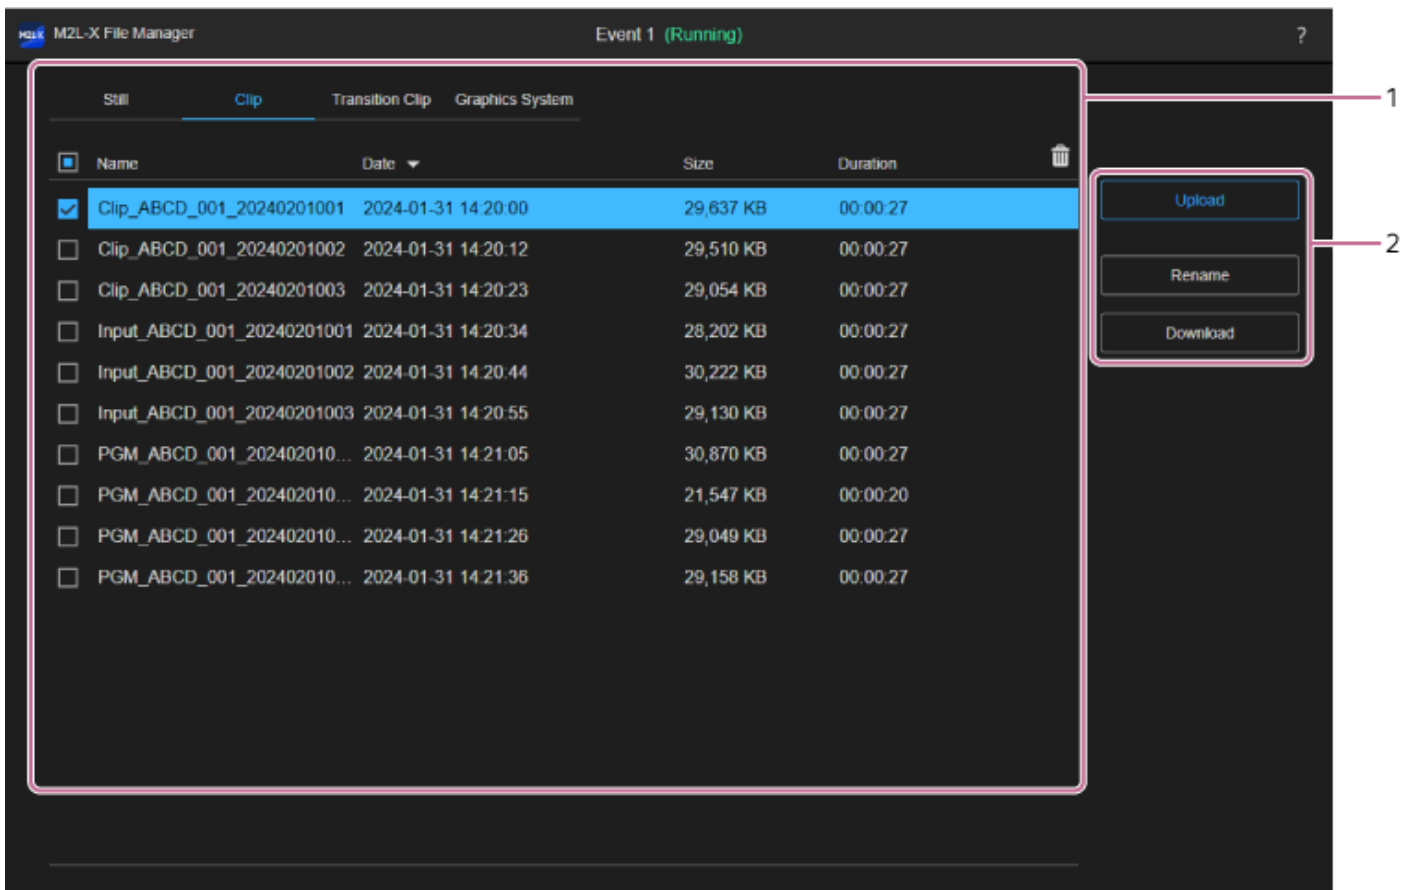 M2L-X M2L-X File Manager Event 1 (Running) ?
Still Clip Transition Clip Graphics System
1
Name Date Size Duration
Clip_ABCD_001_20240201001 2024-01-31 14:20:00 29,637 KB 00:00:27
Upload
Clip_ABCD_001_20240201002 2024-01-31 14:20:12 29,510 KB 00:00:27
2
Clip_ABCD_001_20240201003 2024-01-31 14:20:23 29,054 KB 00:00:27
Rename
Input_ABCD_001_20240201001 2024-01-31 14:20:34 28,202 KB 00:00:27
Download
Input_ABCD_001_20240201002 2024-01-31 14:20:44 30,222 KB 00:00:27
Input_ABCD_001_20240201003 2024-01-31 14:20:55 29,130 KB 00:00:27
PGM_ABCD_001_202402010... 2024-01-31 14:21:05 30,870 KB 00:00:27
PGM_ABCD_001_202402010... 2024-01-31 14:21:15 21,547 KB 00:00:20
PGM_ABCD_001_202402010... 2024-01-31 14:21:26 29,049 KB 00:00:27
PGM_ABCD_001_202402010... 2024-01-31 14:21:36 29,158 KB 00:00:27